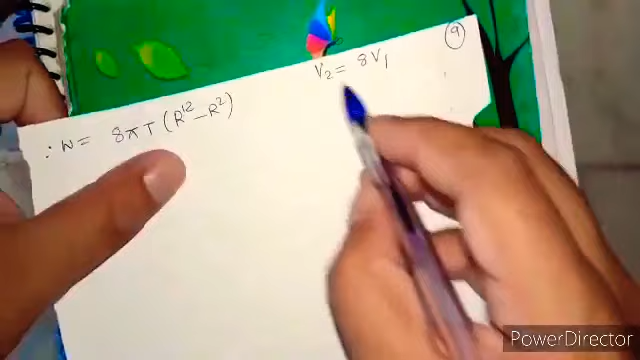 9
V₂ = 8V₁
∴ W = 8πT (R'² − R²)
PowerDirector